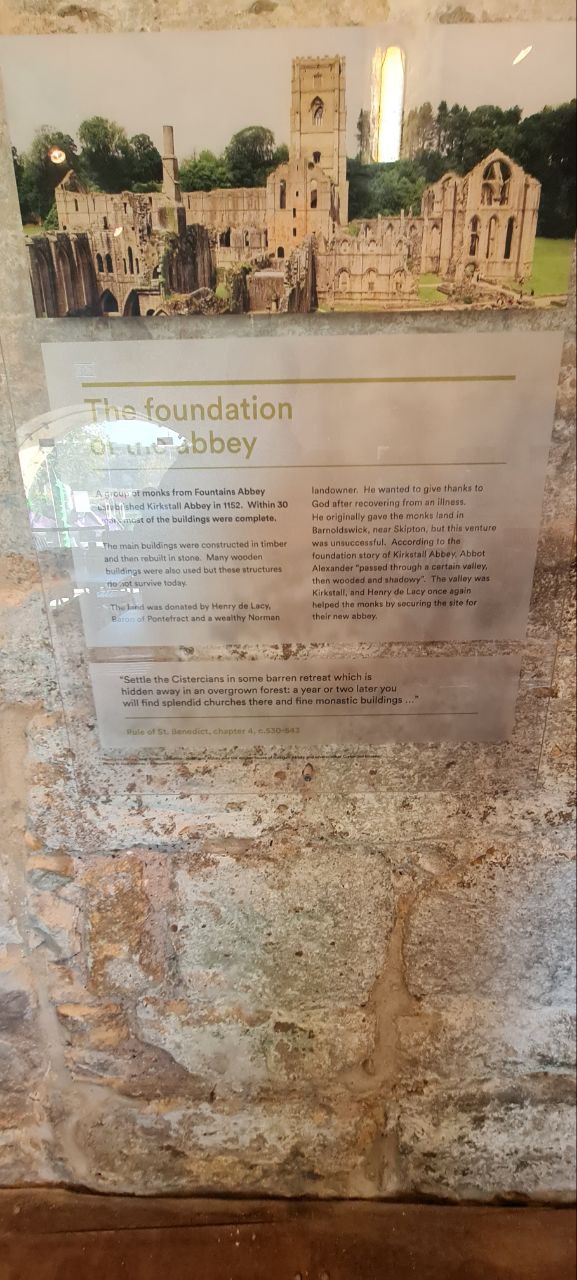 The foundation
of the abbey
A group of monks from Fountains Abbey
established Kirkstall Abbey in 1152. Within 30
years most of the buildings were complete.
The main buildings were constructed in timber
and then rebuilt in stone. Many wooden
buildings were also used but these structures
do not survive today.
The land was donated by Henry de Lacy,
Baron of Pontefract and a wealthy Norman
landowner. He wanted to give thanks to
God after recovering from an illness.
He originally gave the monks land in
Barnoldswick, near Skipton, but this venture
was unsuccessful. According to the
foundation story of Kirkstall Abbey, Abbot
Alexander “passed through a certain valley,
then wooded and shadowy”. The valley was
Kirkstall, and Henry de Lacy once again
helped the monks by securing the site for
their new abbey.
“Settle the Cistercians in some barren retreat which is
hidden away in an overgrown forest: a year or two later you
will find splendid churches there and fine monastic buildings ...”
Rule of St. Benedict, chapter 4, c.530-543